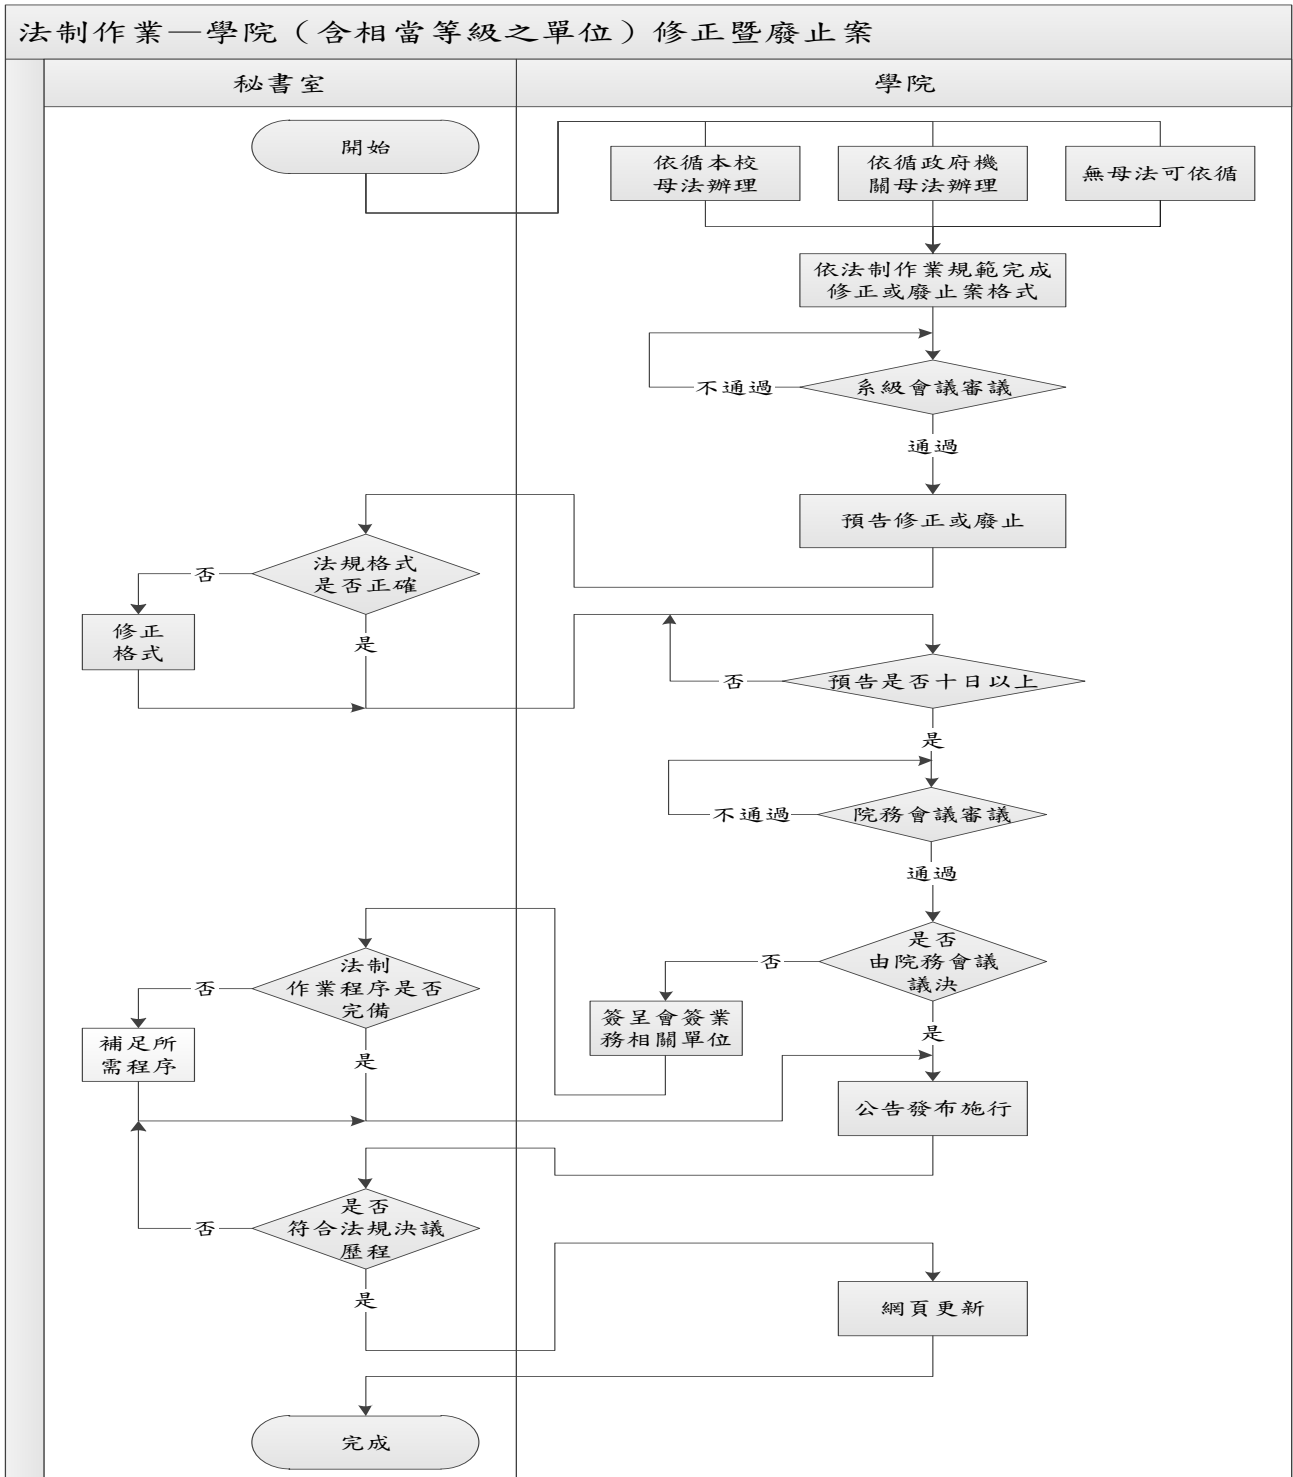 法制作業—學院（含相當等級之單位）修正暨廢止案
秘書室
學院
開始
依循本校
母法辦理
依循政府機
關母法辦理
無母法可依循
依法制作業規範完成
修正或廢止案格式
不通過
系級會議審議
通過
預告修正或廢止
法規格式
是否正確
否
修正
格式
是
否
預告是否十日以上
是
不通過
院務會議審議
通過
是否
由院務會議
議決
否
簽呈會簽業
務相關單位
是
法制
作業程序是否
完備
否
補足所
需程序
是
公告發布施行
是否
符合法規決議
歷程
否
是
網頁更新
完成